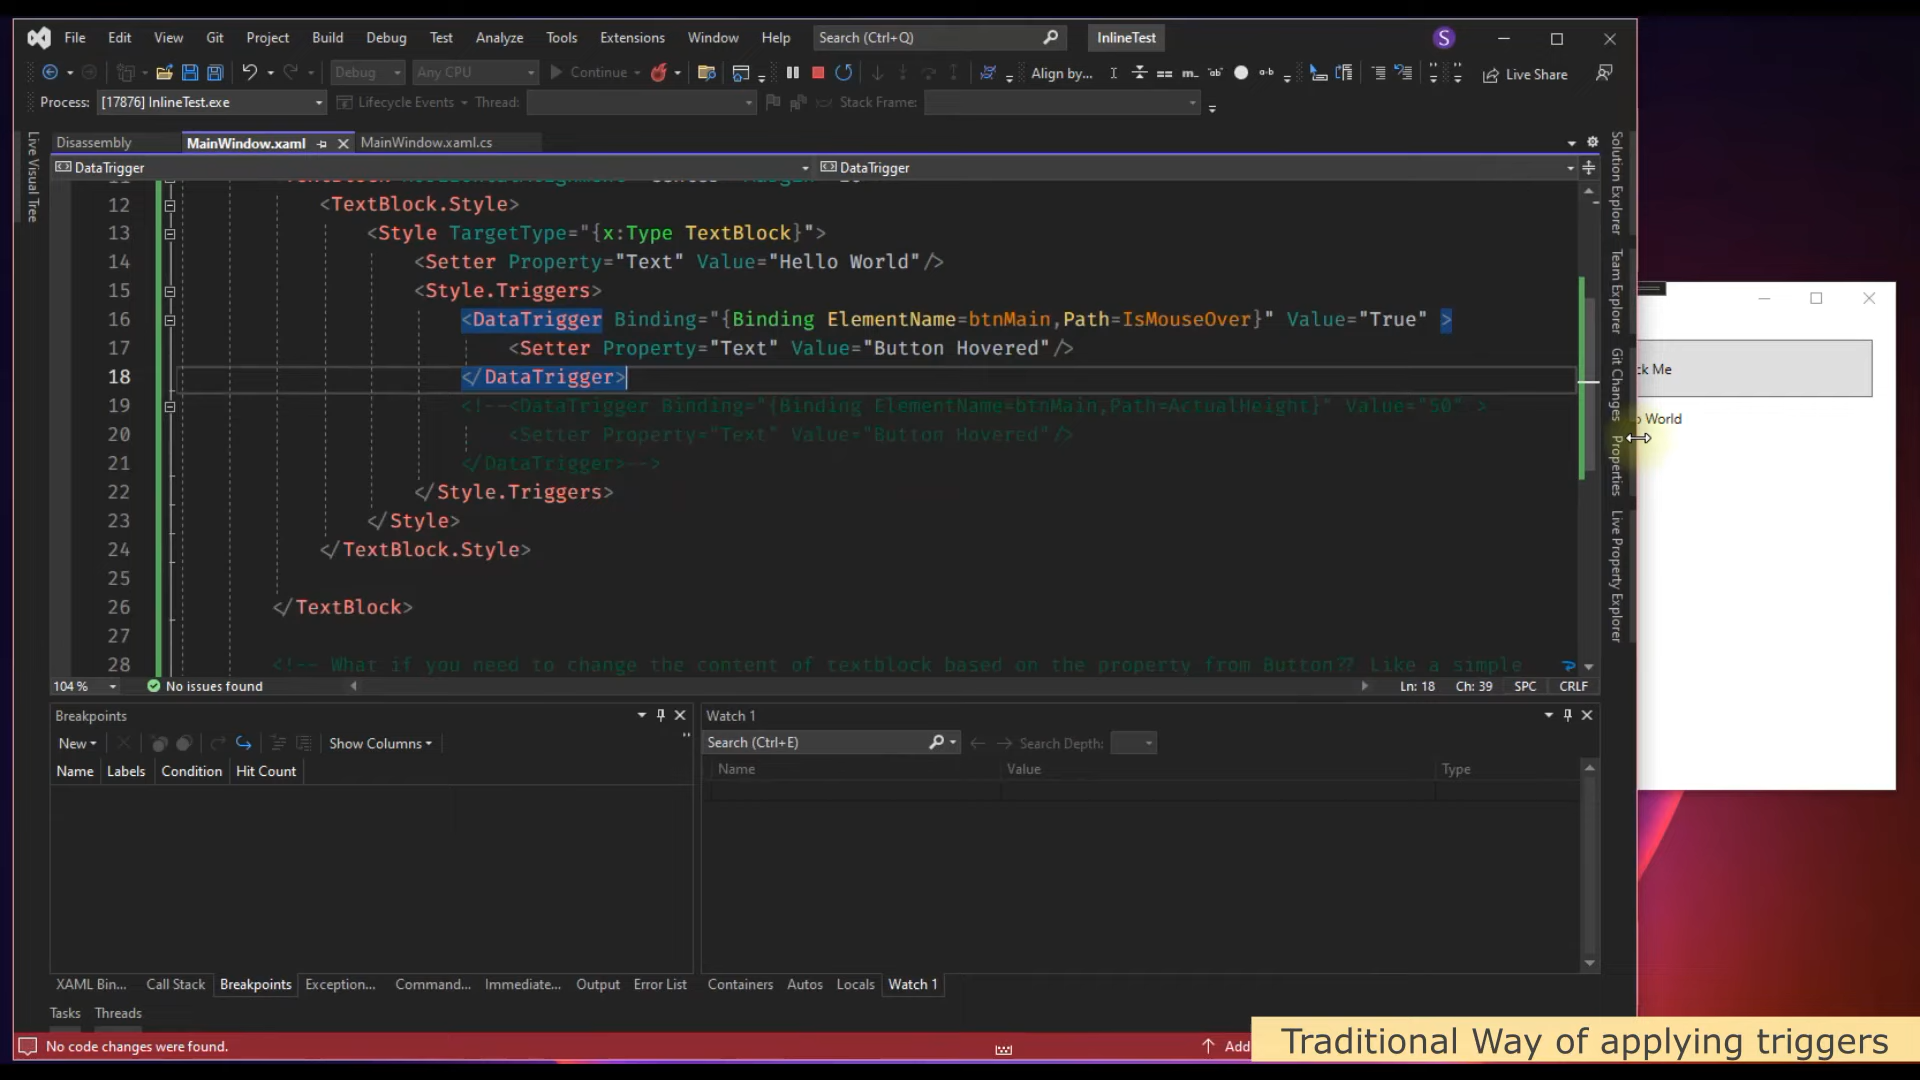 File Edit View Git Project Build Debug Test Analyze Tools Extensions Window Help Search (Ctrl+Q) InlineTest S
Debug Any CPU Continue Align by... Live Share
Process: [17876] InlineTest.exe Lifecycle Events Thread: Stack Frame:
Disassembly MainWindow.xaml MainWindow.xaml.cs
DataTrigger DataTrigger
12 <TextBlock.Style>
13 <Style TargetType="{x:Type TextBlock}">
14 <Setter Property="Text" Value="Hello World"/>
15 <Style.Triggers>
16 <DataTrigger Binding="{Binding ElementName=btnMain,Path=IsMouseOver}" Value="True" >
17 <Setter Property="Text" Value="Button Hovered"/>
18 </DataTrigger>
19 <!--<DataTrigger Binding="{Binding ElementName=btnMain,Path=ActualHeight}" Value="50" >
20 <Setter Property="Text" Value="Button Hovered"/>
21 </DataTrigger>-->
22 </Style.Triggers>
23 </Style>
24 </TextBlock.Style>
25
26 </TextBlock>
27
28 <!-- What if you need to change the content of textblock based on the property from Button?? Like a simple
104 % No issues found Ln: 18 Ch: 39 SPC CRLF
Live Visual Tree
Solution Explorer
Team Explorer
Git Changes
Properties
Live Property Explorer
ck Me
o World
Breakpoints
New Show Columns
Name Labels Condition Hit Count
Watch 1
Search (Ctrl+E) Search Depth:
Name Value Type
XAML Bin... Call Stack Breakpoints Exception... Command... Immediate... Output Error List
Containers Autos Locals Watch 1
Tasks Threads
No code changes were found. Add
Traditional Way of applying triggers